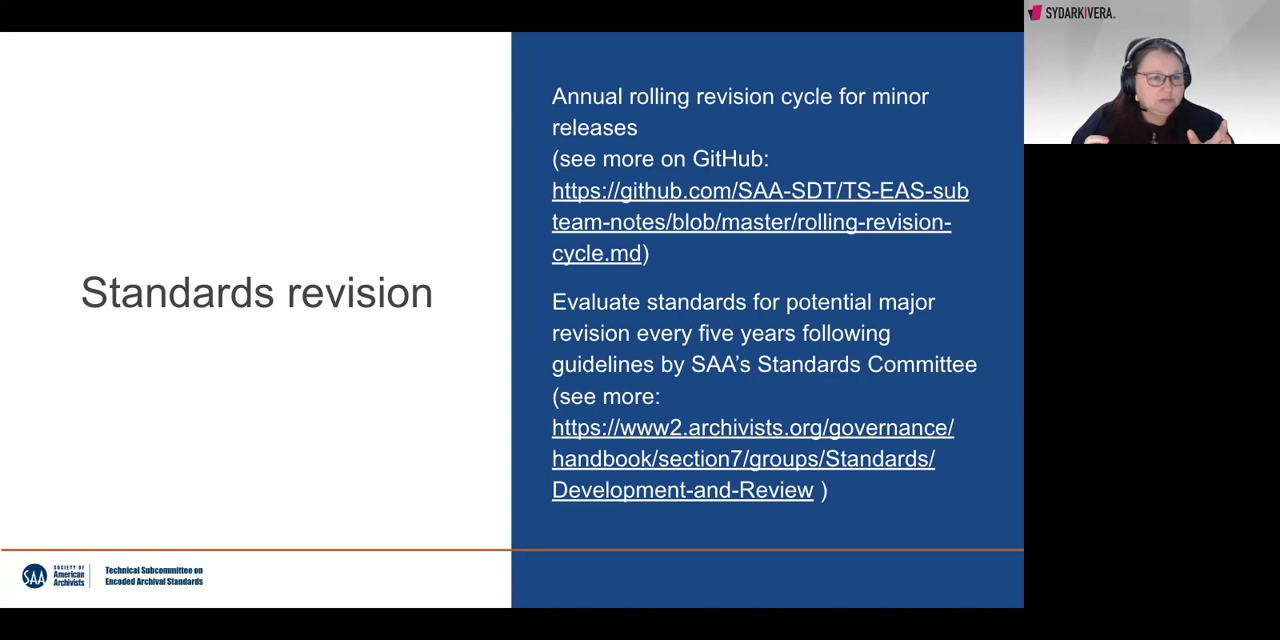 SYDARKIVERA.
Annual rolling revision cycle for minor
releases
(see more on GitHub:
https://github.com/SAA-SDT/TS-EAS-sub
team-notes/blob/master/rolling-revision-
cycle.md)
Standards revision
Evaluate standards for potential major
revision every five years following
guidelines by SAA’s Standards Committee
(see more:
https://www2.archivists.org/governance/
handbook/section7/groups/Standards/
Development-and-Review )
SAA
SOCIETY OF
American
Archivists
Technical Subcommittee on
Encoded Archival Standards